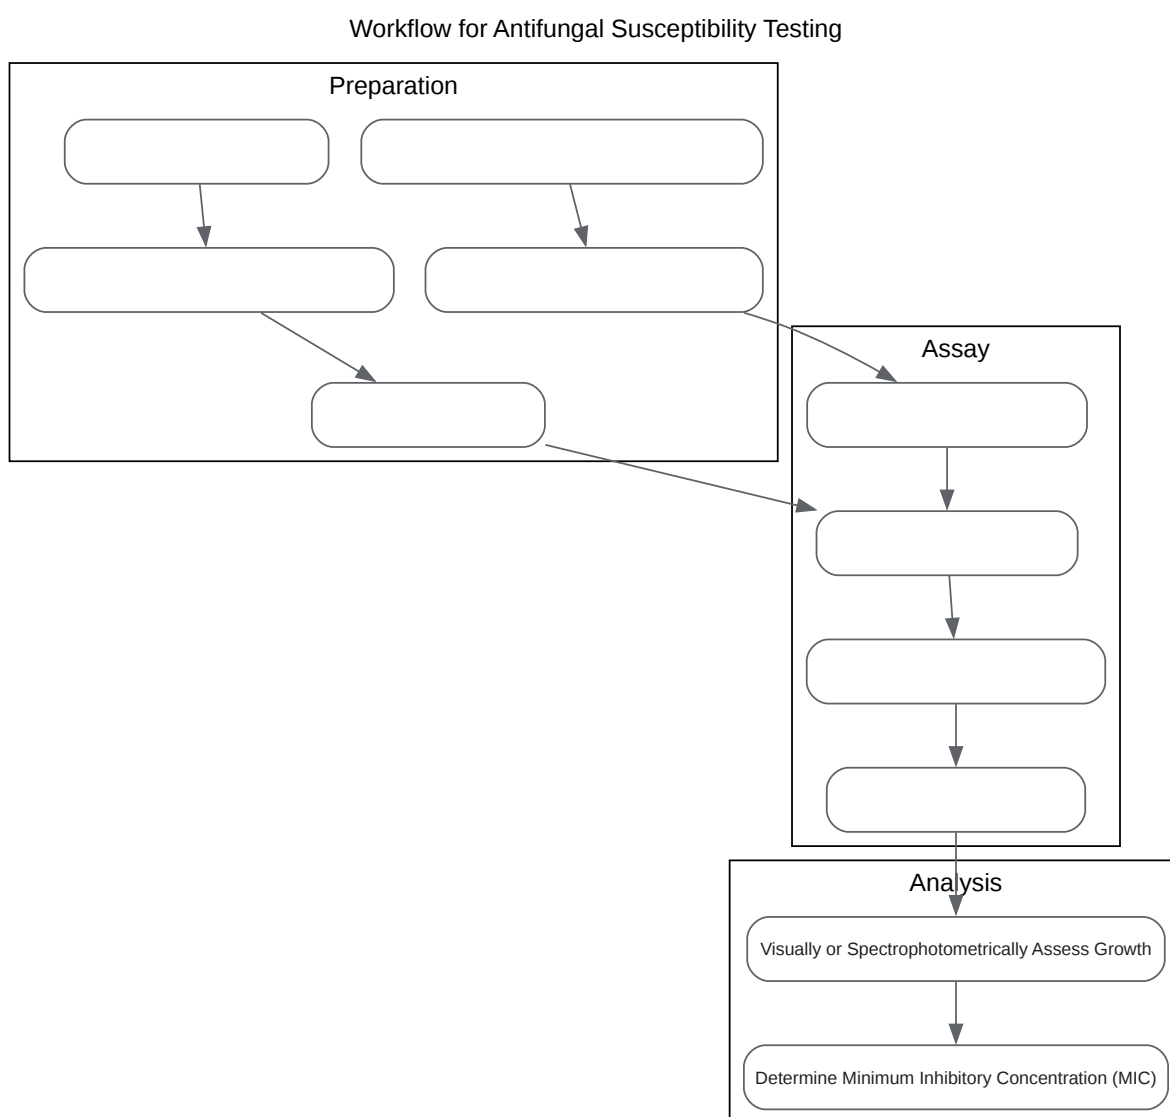 Workflow for Antifungal Susceptibility Testing
Preparation
Assay
Analysis
Visually or Spectrophotometrically Assess Growth
Determine Minimum Inhibitory Concentration (MIC)